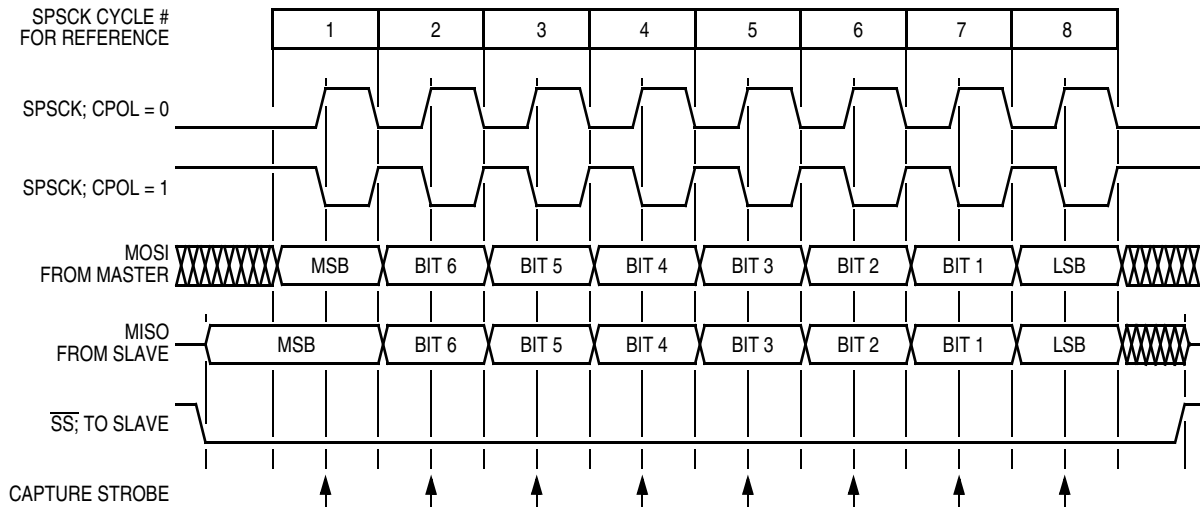 SPSCK CYCLE #
FOR REFERENCE
1 2 3 4 5 6 7 8
SPSCK; CPOL = 0
SPSCK; CPOL = 1
MOSI
FROM MASTER
MSB BIT 6 BIT 5 BIT 4 BIT 3 BIT 2 BIT 1 LSB
MISO
FROM SLAVE
MSB BIT 6 BIT 5 BIT 4 BIT 3 BIT 2 BIT 1 LSB
SS; TO SLAVE
CAPTURE STROBE